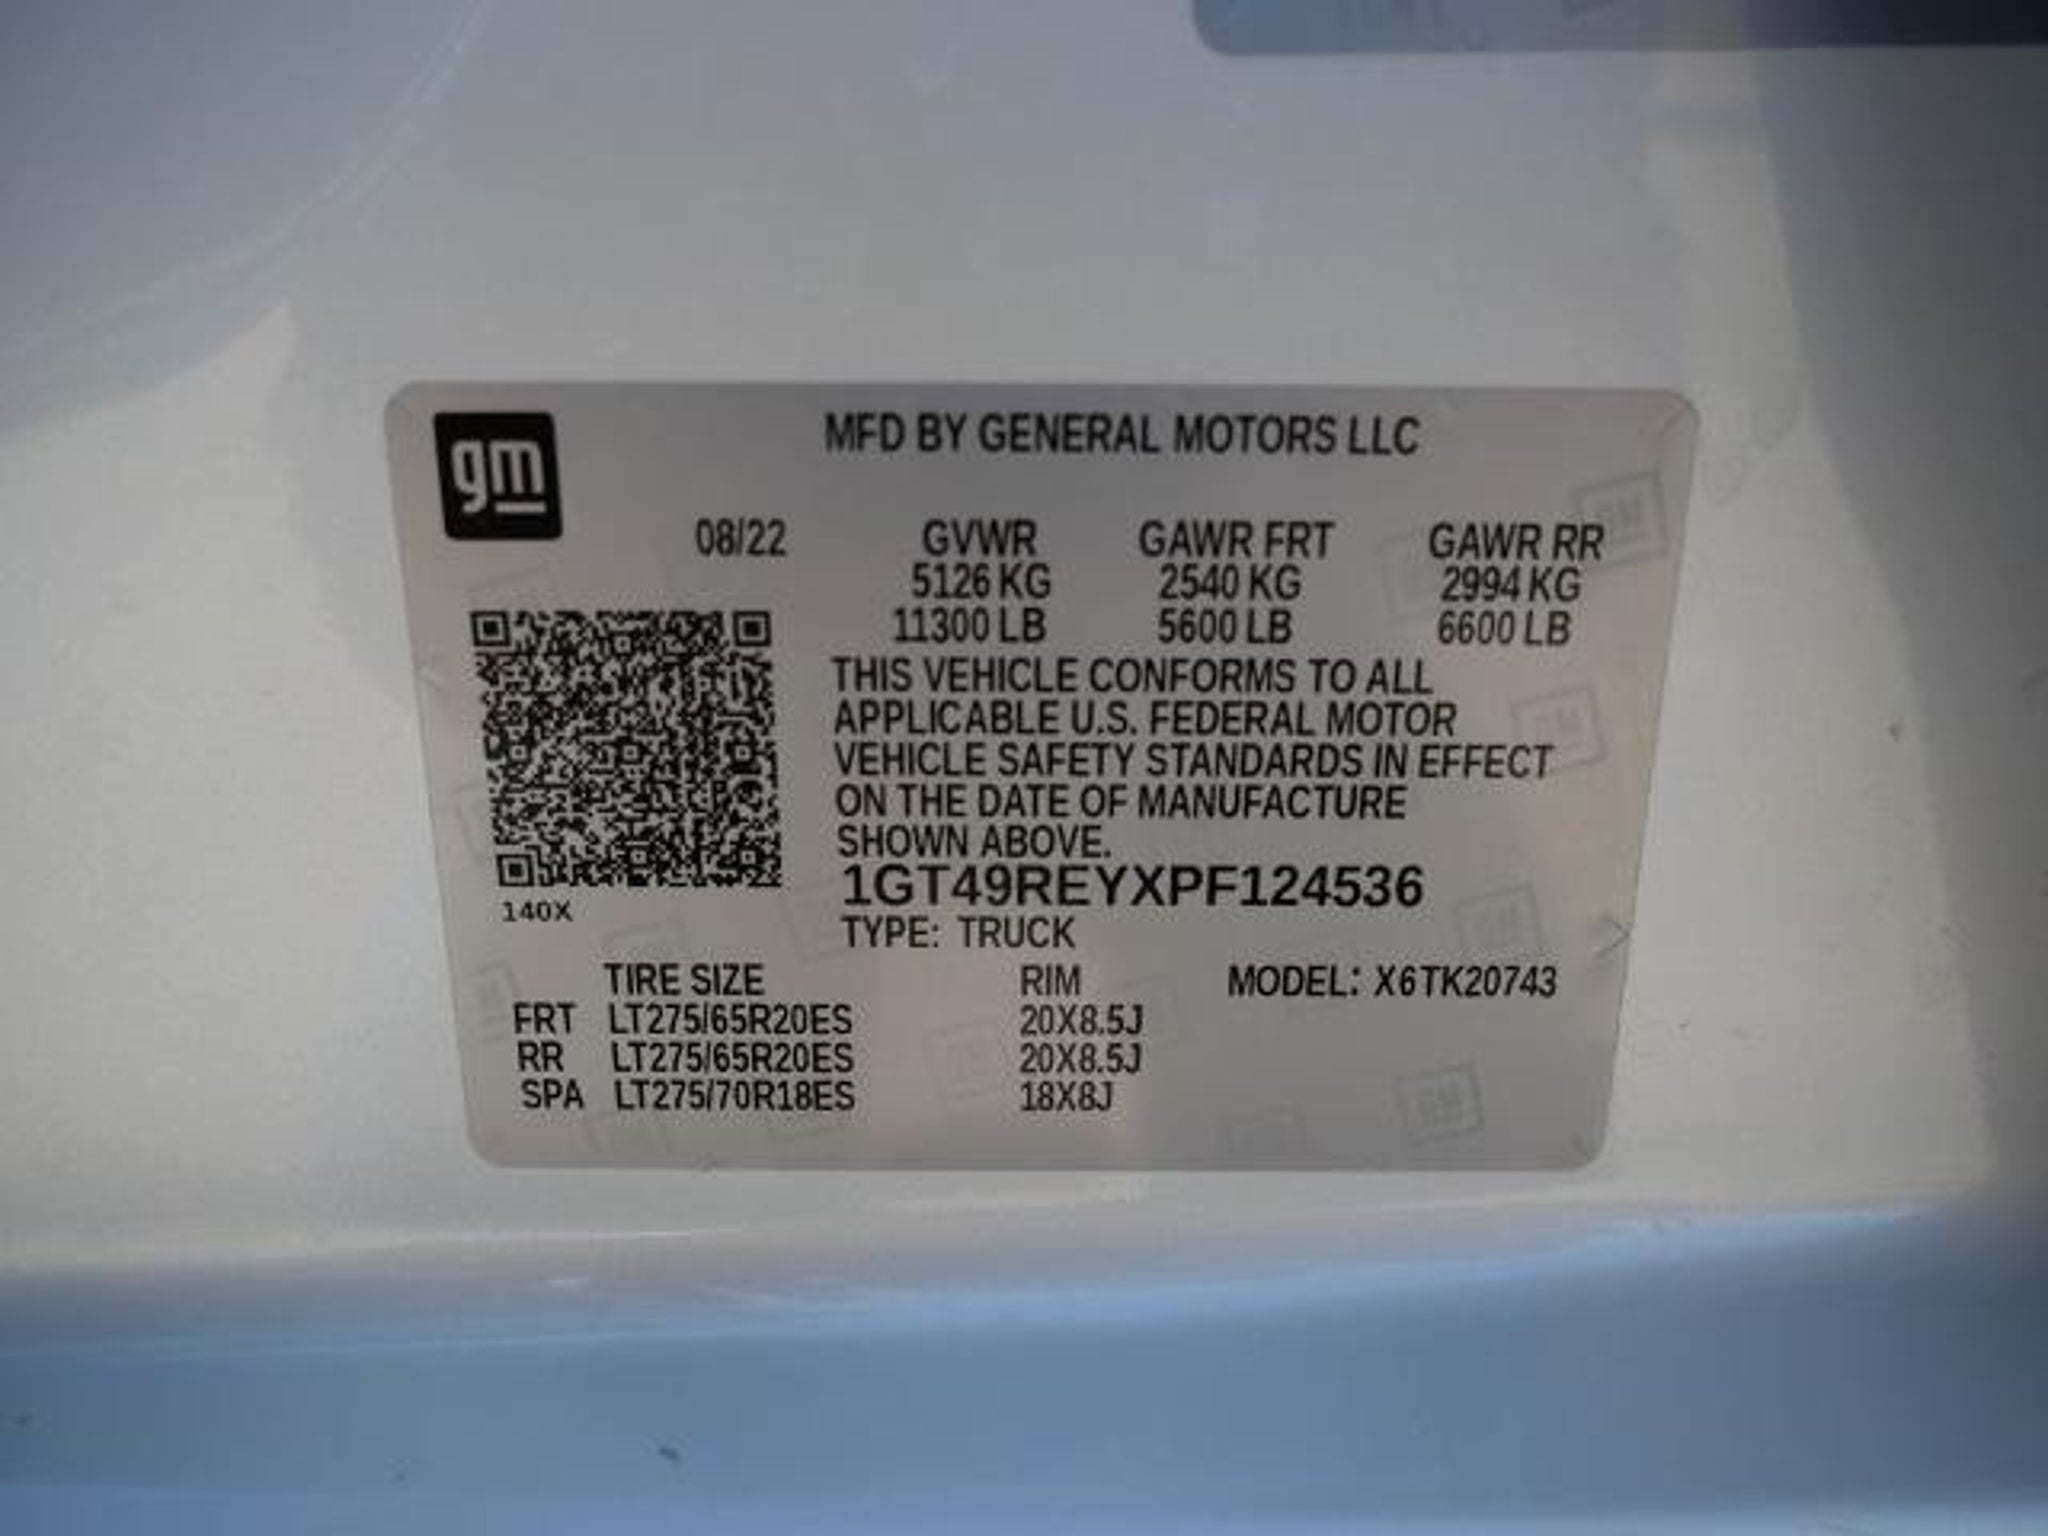 gm
MFD BY GENERAL MOTORS LLC
08/22 GVWR GAWR FRT GAWR RR
5126 KG 2540 KG 2994 KG
11300 LB 5600 LB 6600 LB
THIS VEHICLE CONFORMS TO ALL
APPLICABLE U.S. FEDERAL MOTOR
VEHICLE SAFETY STANDARDS IN EFFECT
ON THE DATE OF MANUFACTURE
SHOWN ABOVE.
1GT49REYXPF124536
140X
TYPE: TRUCK
TIRE SIZE RIM MODEL: X6TK20743
FRT LT275/65R20ES 20X8.5J
RR LT275/65R20ES 20X8.5J
SPA LT275/70R18ES 18X8J